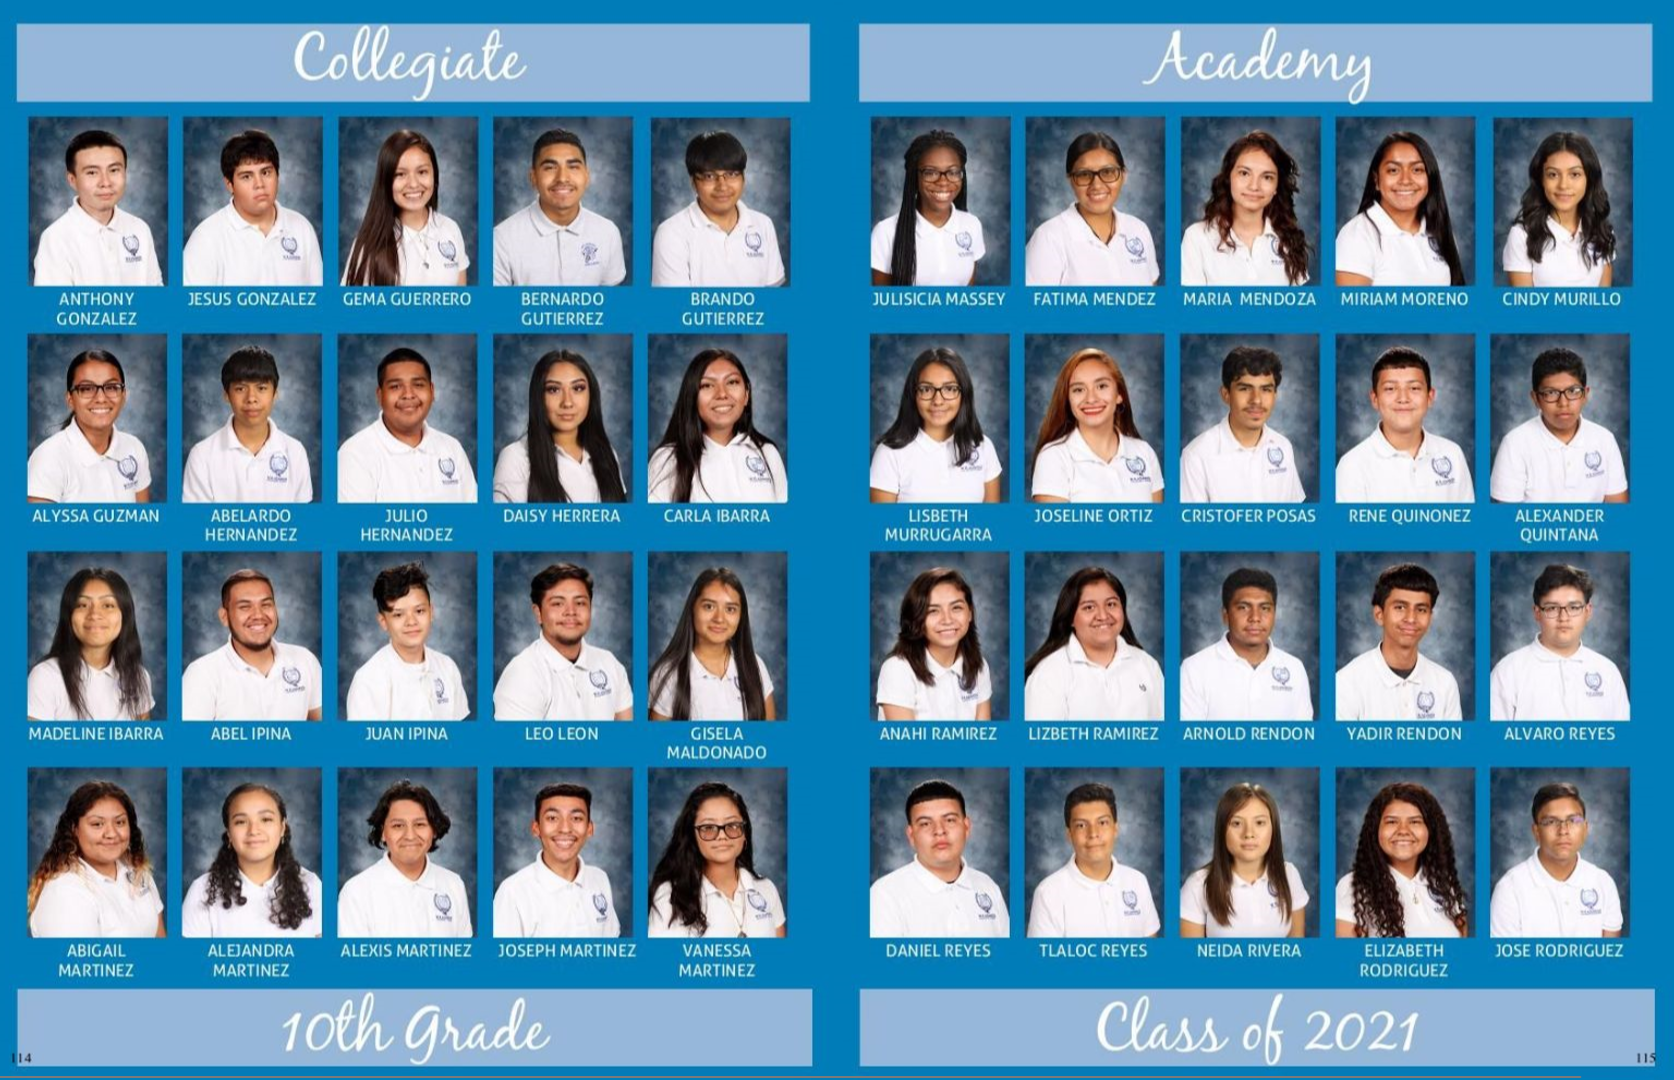 Collegiate
ANTHONY
GONZALEZ
JESUS GONZALEZ
GEMA GUERRERO
BERNARDO
GUTIERREZ
BRANDO
GUTIERREZ
ALYSSA GUZMAN
ABELARDO
HERNANDEZ
JULIO
HERNANDEZ
DAISY HERRERA
CARLA IBARRA
MADELINE IBARRA
ABEL IPINA
JUAN IPINA
LEO LEON
GISELA
MALDONADO
ABIGAIL
MARTINEZ
ALEJANDRA
MARTINEZ
ALEXIS MARTINEZ
JOSEPH MARTINEZ
VANESSA
MARTINEZ
10th Grade
114
Academy
JULISICIA MASSEY
FATIMA MENDEZ
MARIA MENDOZA
MIRIAM MORENO
CINDY MURILLO
LISBETH
MURRUGARRA
JOSELINE ORTIZ
CRISTOFER POSAS
RENE QUINONEZ
ALEXANDER
QUINTANA
ANAHI RAMIREZ
LIZBETH RAMIREZ
ARNOLD RENDON
YADIR RENDON
ALVARO REYES
DANIEL REYES
TLALOC REYES
NEIDA RIVERA
ELIZABETH
RODRIGUEZ
JOSE RODRIGUEZ
Class of 2021
115